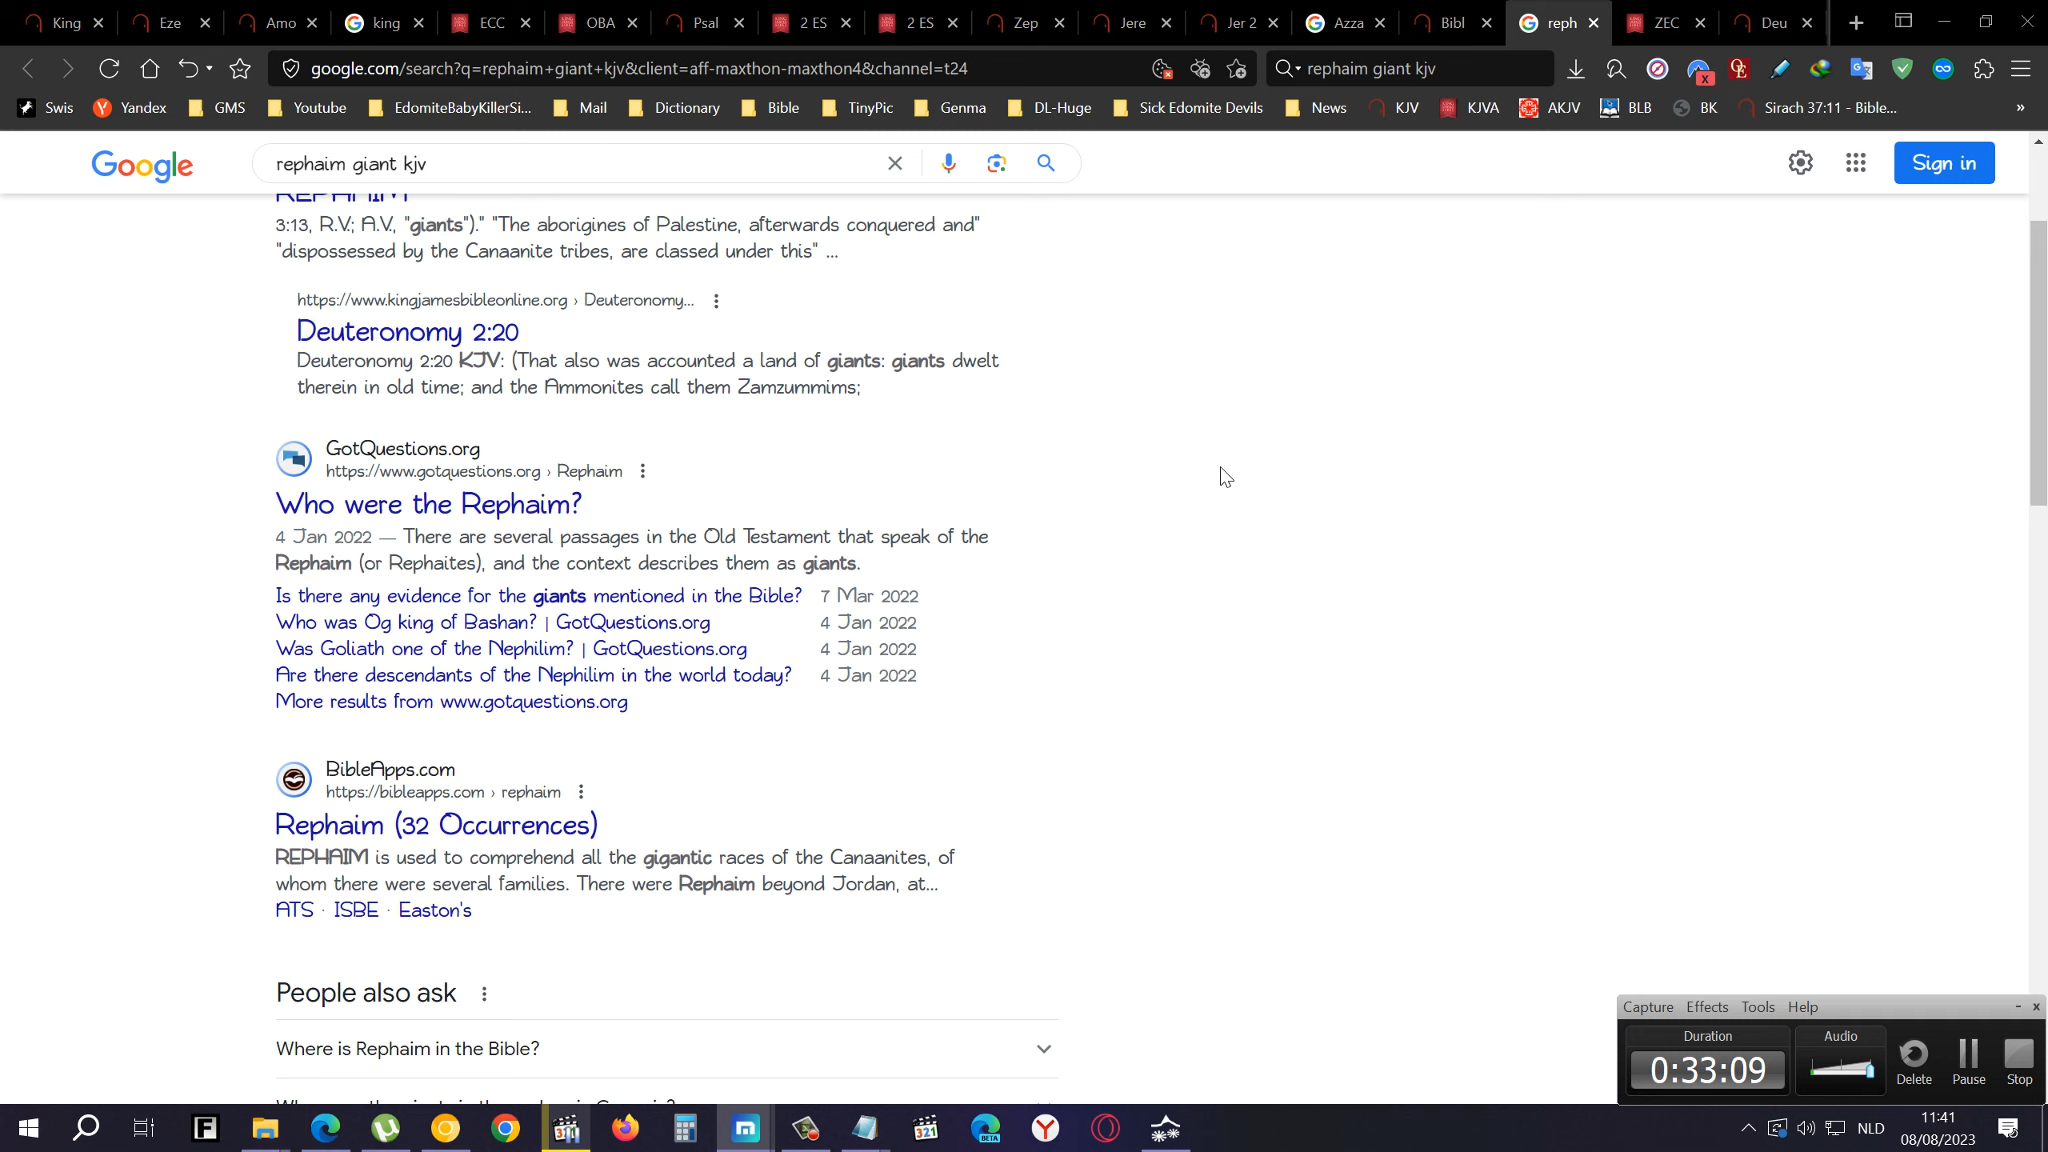 King
Eze
Amo
king
ECC
OBA
Psal
2 ES
2 ES
Zep
Jere
Jer 2
Azza
Bibl
reph
ZEC
Deu
google.com/search?q=rephaim+giant+kjv&client=aff-maxthon-maxthon4&channel=t24
rephaim giant kjv
Swis
Yandex
GMS
Youtube
EdomiteBabyKillerSi...
Mail
Dictionary
Bible
TinyPic
Genma
DL-Huge
Sick Edomite Devils
News
KJV
KJVA
AKJV
BLB
BK
Sirach 37:11 - Bible...
»
Google
rephaim giant kjv
Sign in
REPHAIM
3:13, R.V.; A.V., "giants")." "The aborigines of Palestine, afterwards conquered and"
"dispossessed by the Canaanite tribes, are classed under this" ...
https://www.kingjamesbibleonline.org › Deuteronomy...
Deuteronomy 2:20
Deuteronomy 2:20 KJV: (That also was accounted a land of giants: giants dwelt
therein in old time; and the Ammonites call them Zamzummims;
GotQuestions.org
https://www.gotquestions.org › Rephaim
Who were the Rephaim?
4 Jan 2022 — There are several passages in the Old Testament that speak of the
Rephaim (or Rephaites), and the context describes them as giants.
Is there any evidence for the giants mentioned in the Bible? 7 Mar 2022
Who was Og king of Bashan? | GotQuestions.org 4 Jan 2022
Was Goliath one of the Nephilim? | GotQuestions.org 4 Jan 2022
Are there descendants of the Nephilim in the world today? 4 Jan 2022
More results from www.gotquestions.org
BibleApps.com
https://bibleapps.com › rephaim
Rephaim (32 Occurrences)
REPHAIM is used to comprehend all the gigantic races of the Canaanites, of
whom there were several families. There were Rephaim beyond Jordan, at...
ATS · ISBE · Easton's
People also ask
Where is Rephaim in the Bible?
Capture Effects Tools Help
Duration
Audio
0:33:09
Delete
Pause
Stop
NLD
11:41
08/08/2023